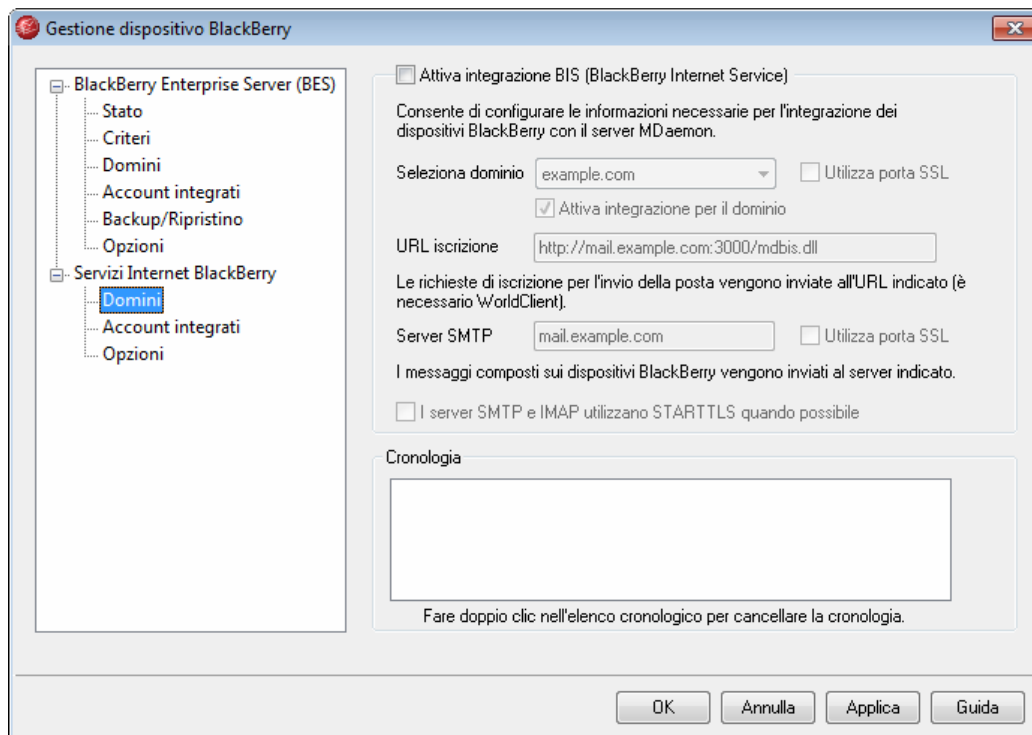 Gestione dispositivo BlackBerry
BlackBerry Enterprise Server (BES)
Stato
Criteri
Domini
Account integrati
Backup/Ripristino
Opzioni
Servizi Internet BlackBerry
Domini
Account integrati
Opzioni
Attiva integrazione BIS (BlackBerry Internet Service)
Consente di configurare le informazioni necessarie per l'integrazione dei
dispositivi BlackBerry con il server MDaemon.
Seleziona dominio example.com Utilizza porta SSL
Attiva integrazione per il dominio
URL iscrizione http://mail.example.com:3000/mdbis.dll
Le richieste di iscrizione per l'invio della posta vengono inviate all'URL indicato (è
necessario WorldClient).
Server SMTP mail.example.com Utilizza porta SSL
I messaggi composti sui dispositivi BlackBerry vengono inviati al server indicato.
I server SMTP e IMAP utilizzano STARTTLS quando possibile
Cronologia
Fare doppio clic nell'elenco cronologico per cancellare la cronologia.
OK Annulla Applica Guida